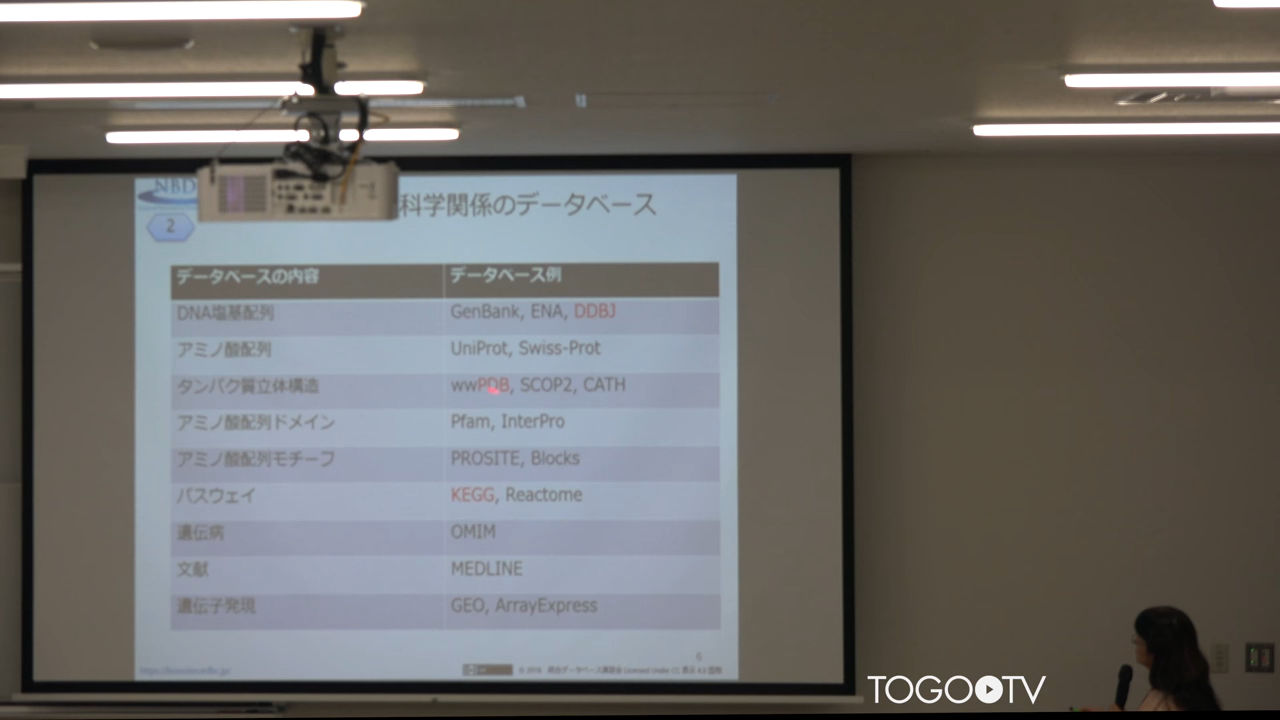 NBD
科学関係のデータベース
2
データベースの内容 データベース例
DNA塩基配列 GenBank, ENA, DDBJ
アミノ酸配列 UniProt, Swiss-Prot
タンパク質立体構造 wwPDB, SCOP2, CATH
アミノ酸配列ドメイン Pfam, InterPro
アミノ酸配列モチーフ PROSITE, Blocks
パスウェイ KEGG, Reactome
遺伝病 OMIM
文献 MEDLINE
遺伝子発現 GEO, ArrayExpress
6
TOGOTV